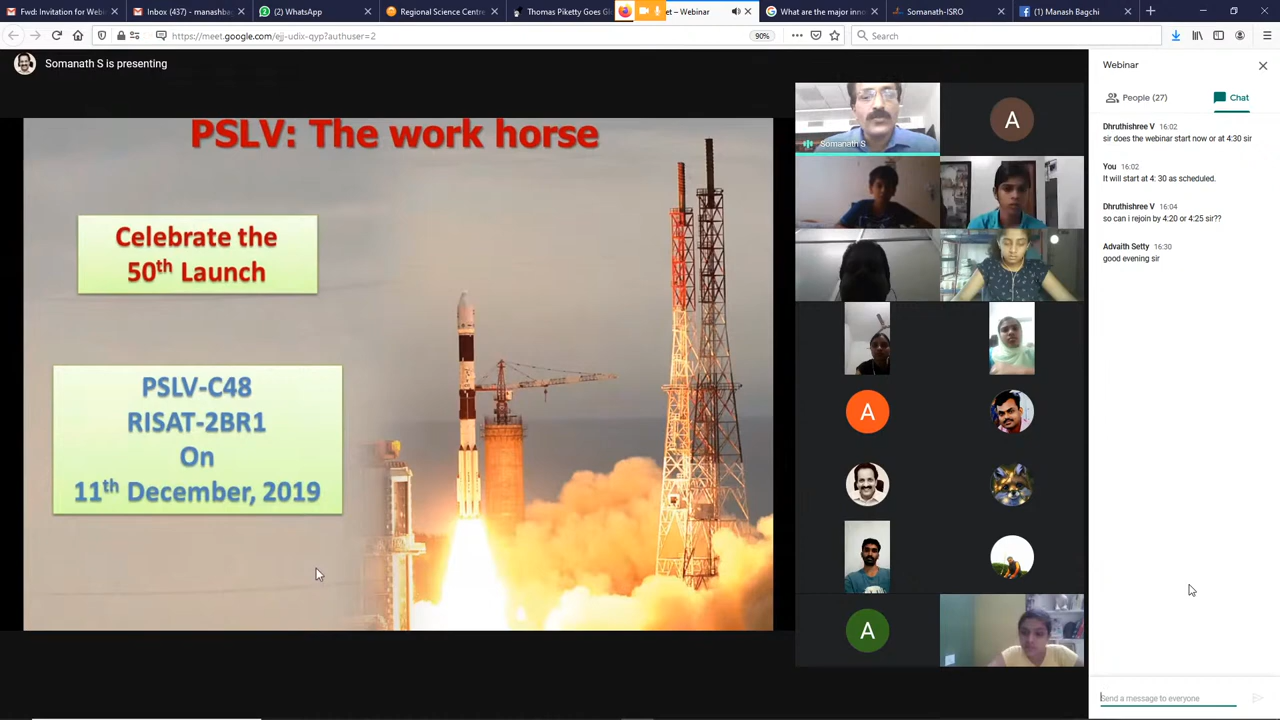 Fwd: Invitation for Web
Inbox (437) - manashbag
(2) WhatsApp
Regional Science Centre
Thomas Piketty Goes Gl
et – Webinar
What are the major inno
Somanath-ISRO
(1) Menash Bagchi
https://meet.google.com/ejj-udix-qyp?authuser=2
90%
Search
Somanath S is presenting
PSLV: The work horse
Celebrate the
50th Launch
PSLV-C48
RISAT-2BR1
On
11th December, 2019
Somanath S
A
A
A
Webinar
People (27)
Chat
Dhruthishree V 16:02
sir does the webinar start now or at 4:30 sir
You 16:02
It will start at 4: 30 as scheduled.
Dhruthishree V 16:04
so can i rejoin by 4:20 or 4:25 sir??
Advaith Setty 16:30
good evening sir
Send a message to everyone